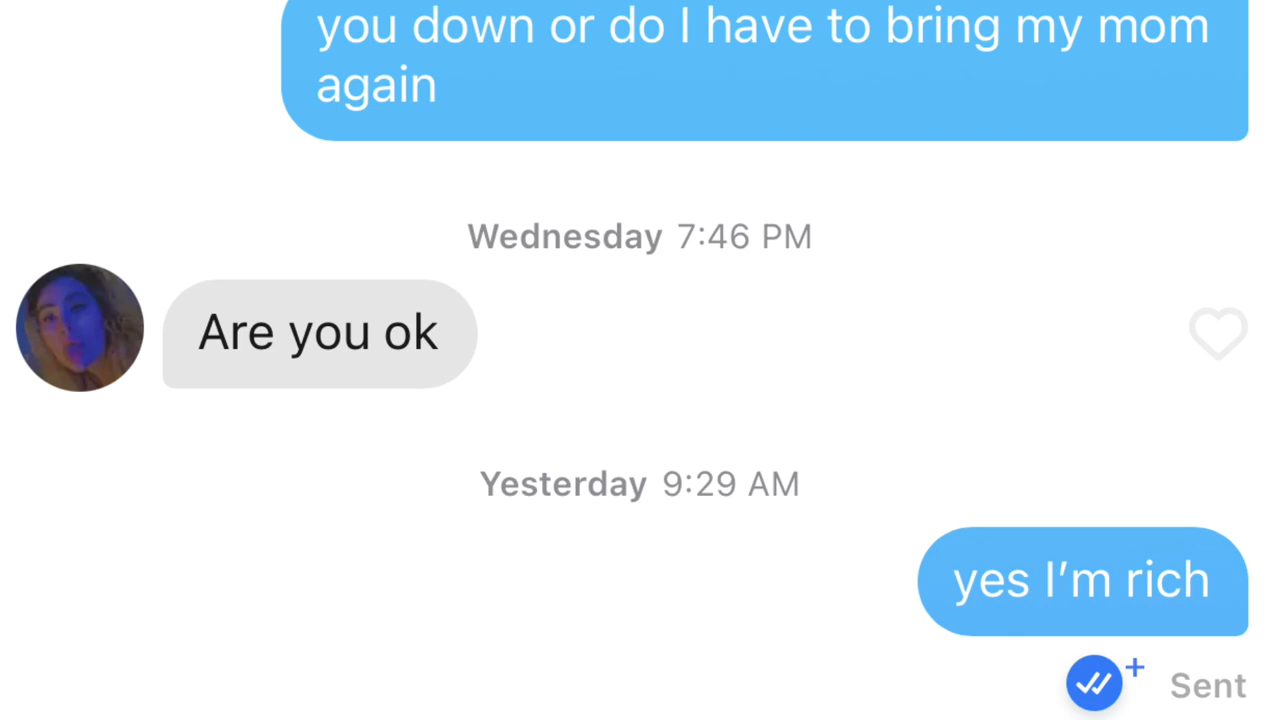 you down or do I have to bring my mom
again
Wednesday 7:46 PM
Are you ok
Yesterday 9:29 AM
yes I’m rich
Sent